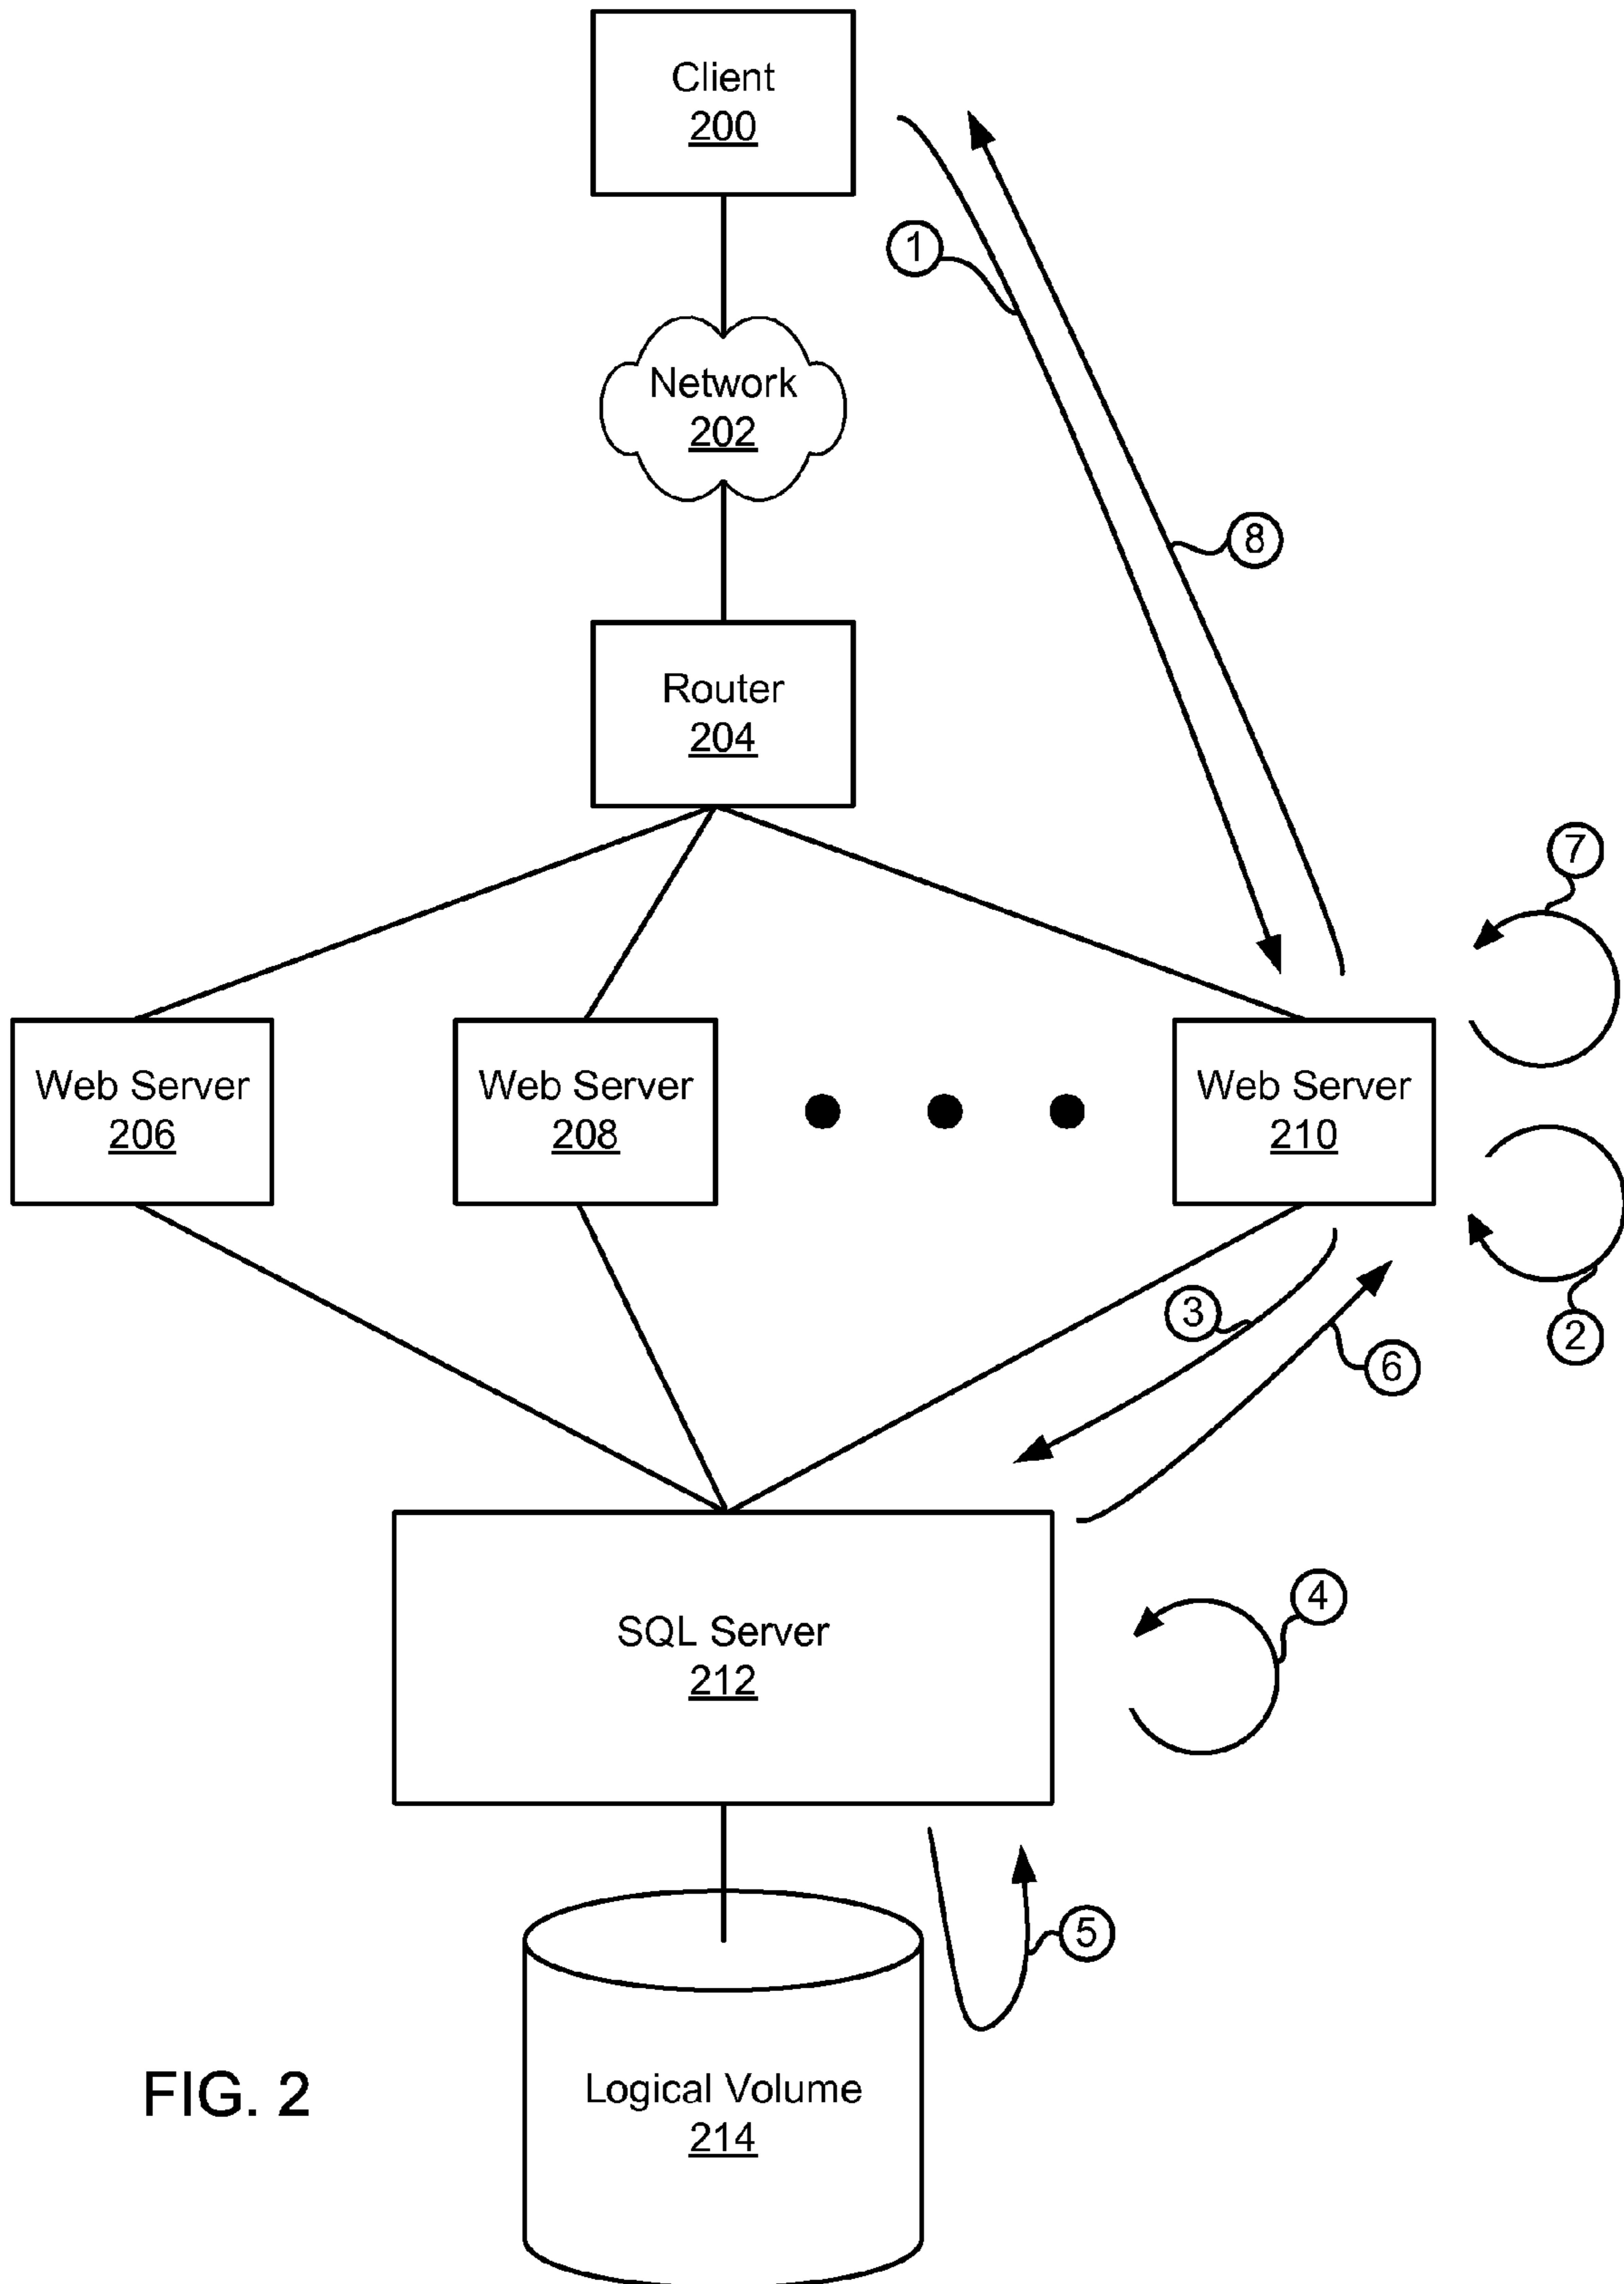 Client
200
1
Network
202
8
Router
204
7
Web Server
206
Web Server
208
Web Server
210
3
2
6
4
SQL Server
212
5
Logical Volume
214
FIG. 2